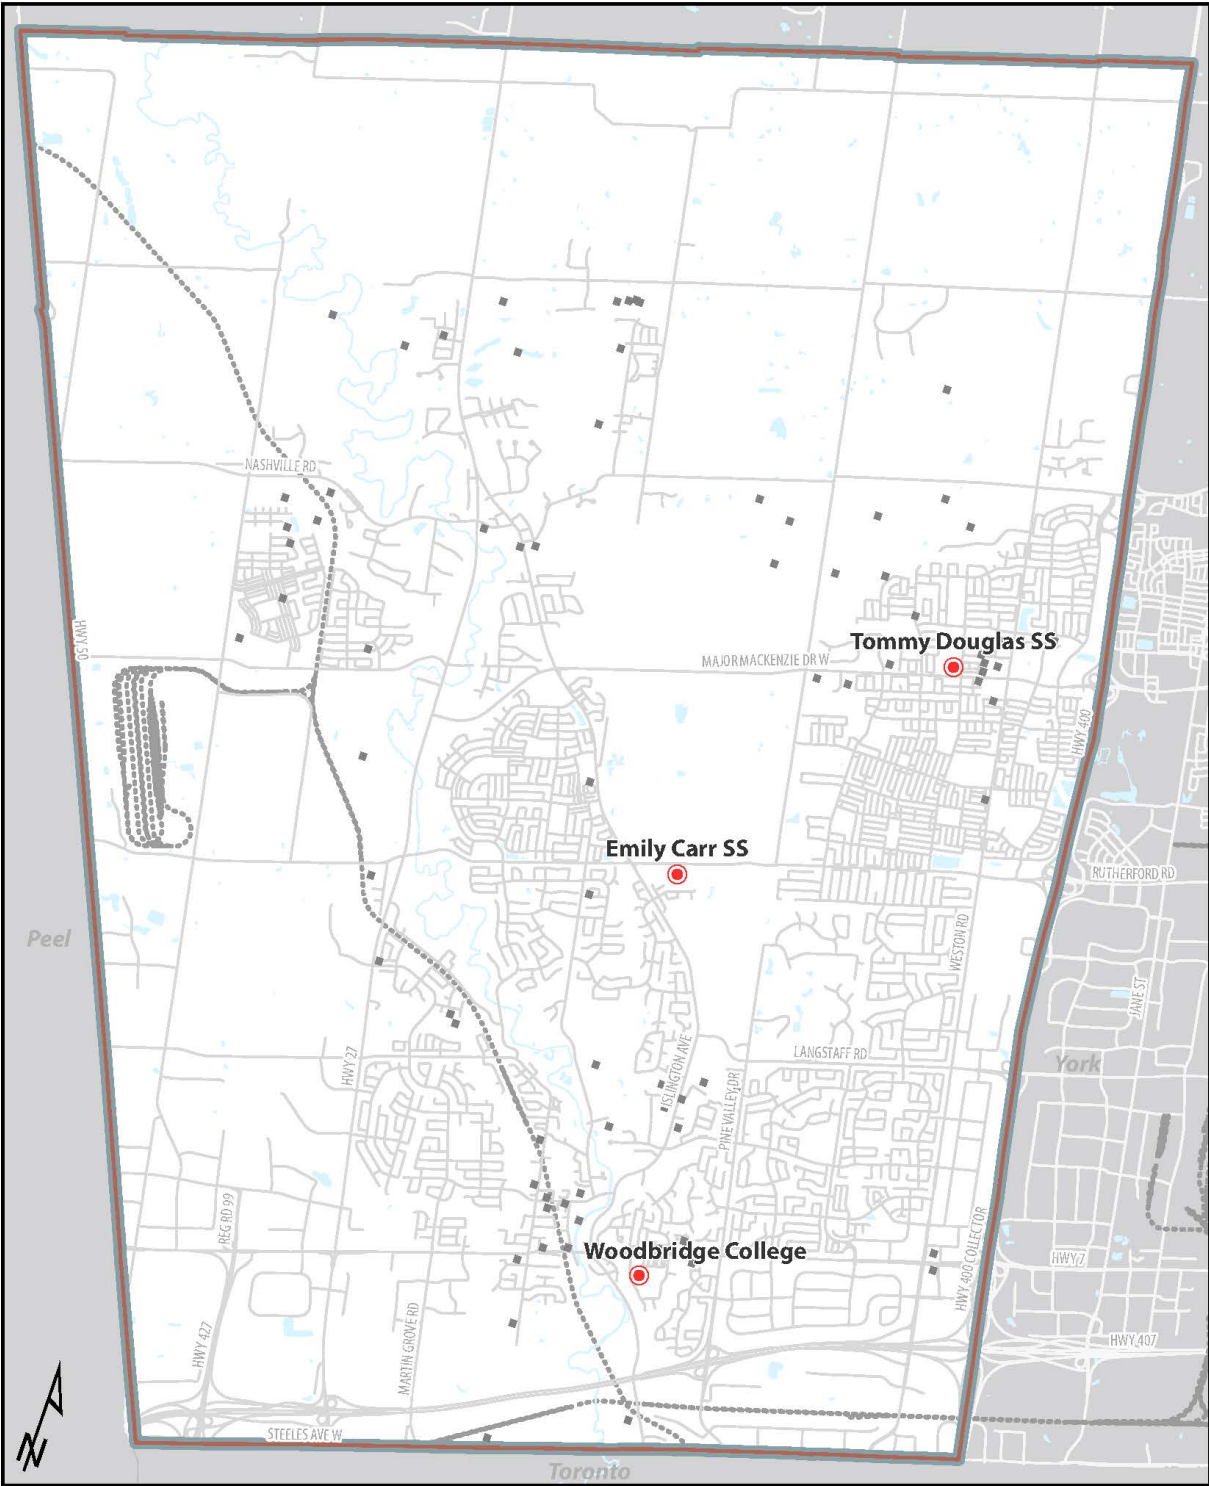 NASHVILLE RD
HWY 50
Tommy Douglas SS
MAJOR MACKENZIE DR W
HWY 400
Emily Carr SS
RUTHERFORD RD
Peel
WESTON RD
JANE ST
LANGSTAFF RD
York
HWY 27
ISLINGTON AVE
PINE VALLEY DR
REG RD 99
HWY 400 COLLECTOR
Woodbridge College
HWY 7
HWY 427
MARTIN GROVE RD
HWY 407
STEELES AVE W
N
Toronto